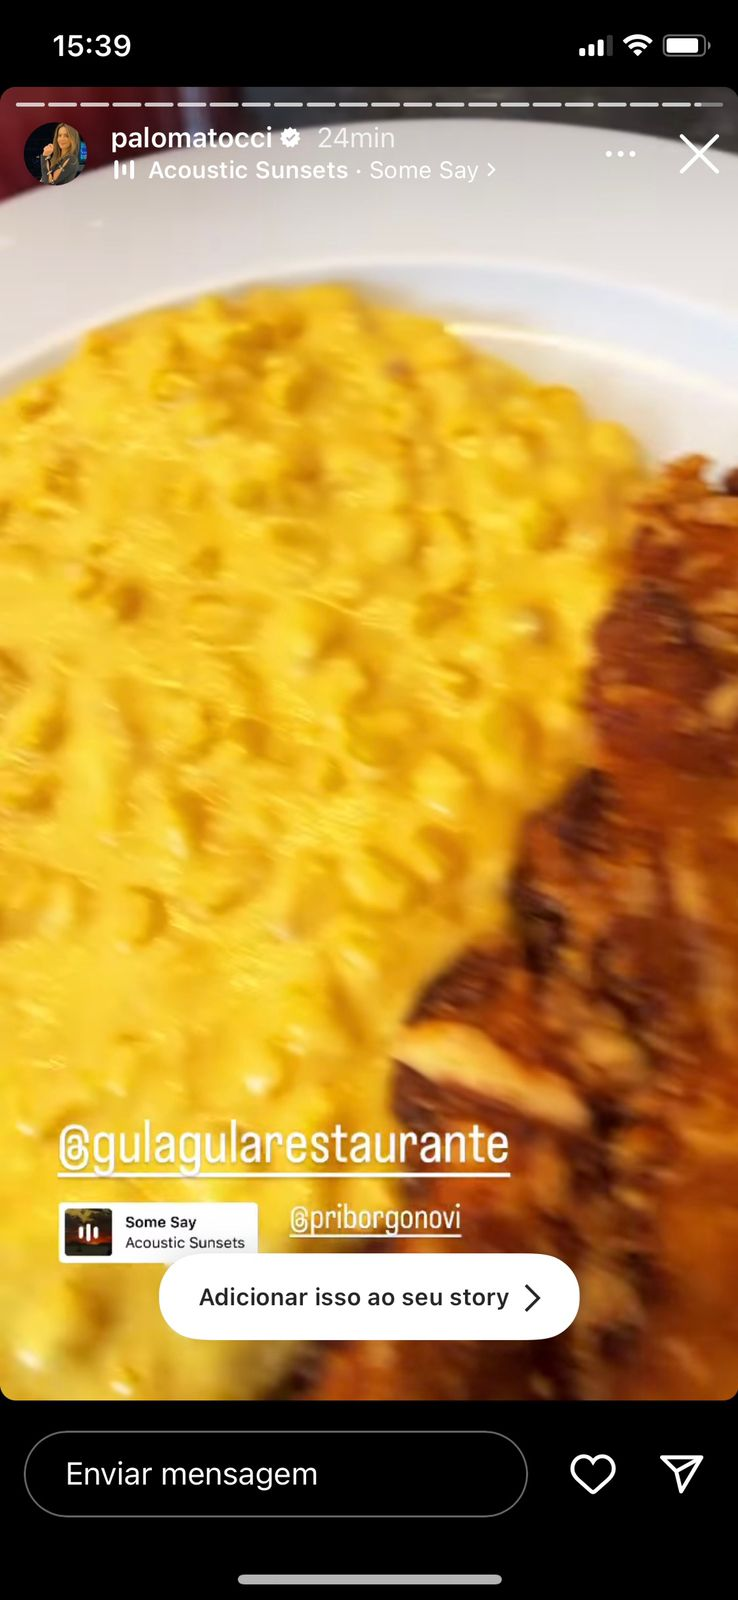 15:39
palomatocci 24min
Acoustic Sunsets · Some Say >
@gulagularestaurante
Some Say
Acoustic Sunsets
@priborgonovi
Adicionar isso ao seu story
Enviar mensagem